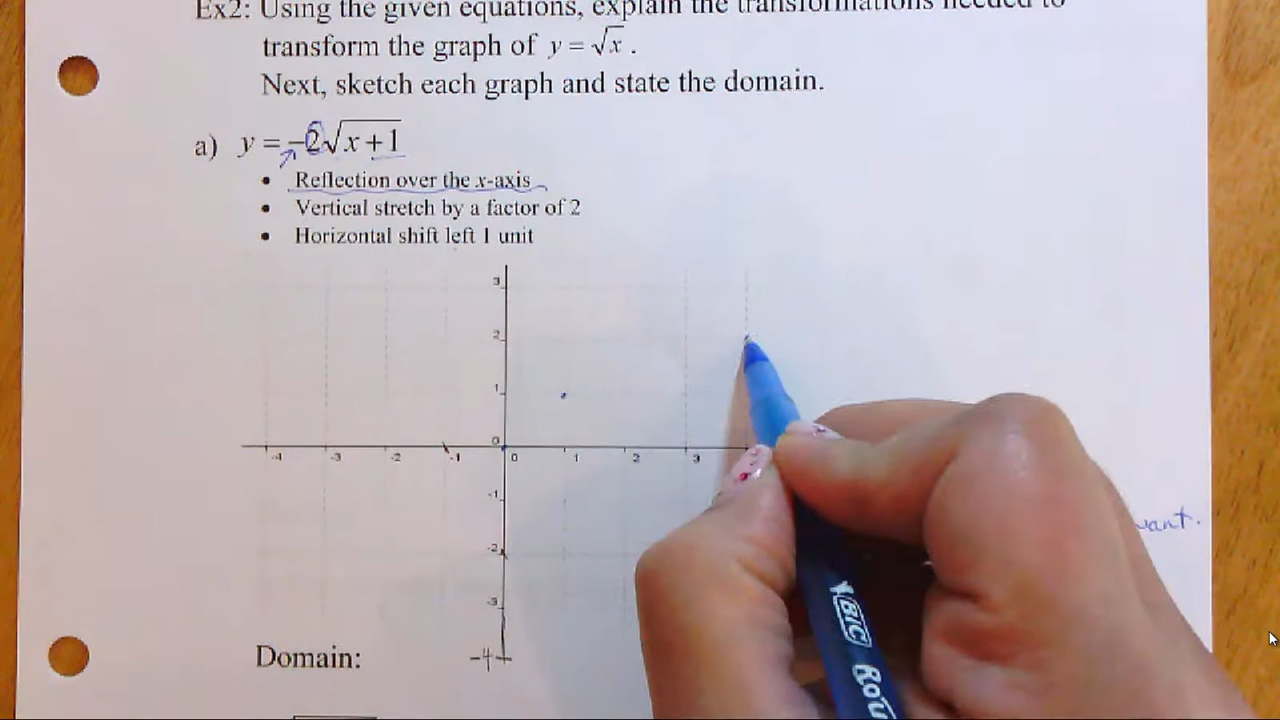 Ex2: Using the given equations, explain the transformations needed to
transform the graph of y = √x .
Next, sketch each graph and state the domain.
a) y = -2√x+1
• Reflection over the x-axis
• Vertical stretch by a factor of 2
• Horizontal shift left 1 unit
3
2
1
0
-4 -3 -2 -1 0 1 2 3
-1
-2
-3
-4
Domain:
BIC